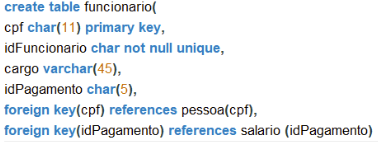 create table funcionario(
cpf char(11) primary key,
idFuncionario char not null unique,
cargo varchar(45),
idPagamento char(5),
foreign key(cpf) references pessoa(cpf),
foreign key(idPagamento) references salario (idPagamento)